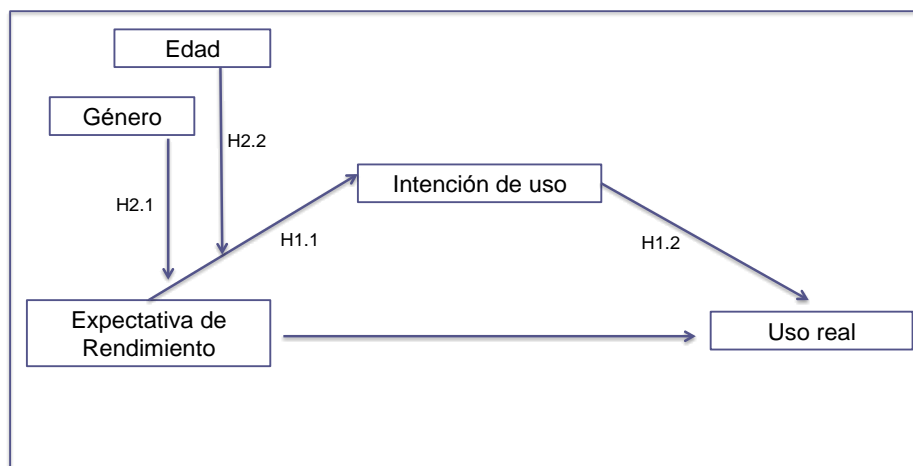 Edad
Género
H2.2
Intención de uso
H2.1
H1.1
H1.2
Expectativa de
Rendimiento
Uso real